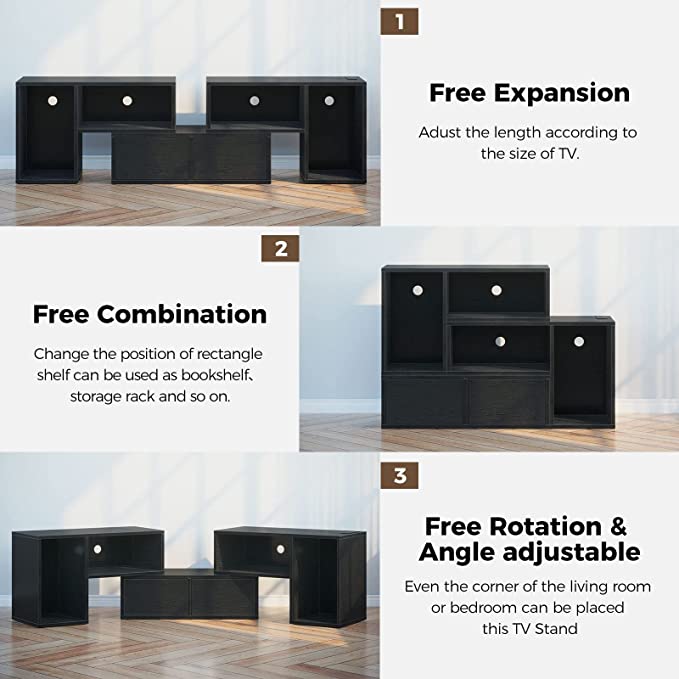 1
Free Expansion
Adust the length according to
the size of TV.
2
Free Combination
Change the position of rectangle
shelf can be used as bookshelf、
storage rack and so on.
3
Free Rotation &
Angle adjustable
Even the corner of the living room
or bedroom can be placed
this TV Stand